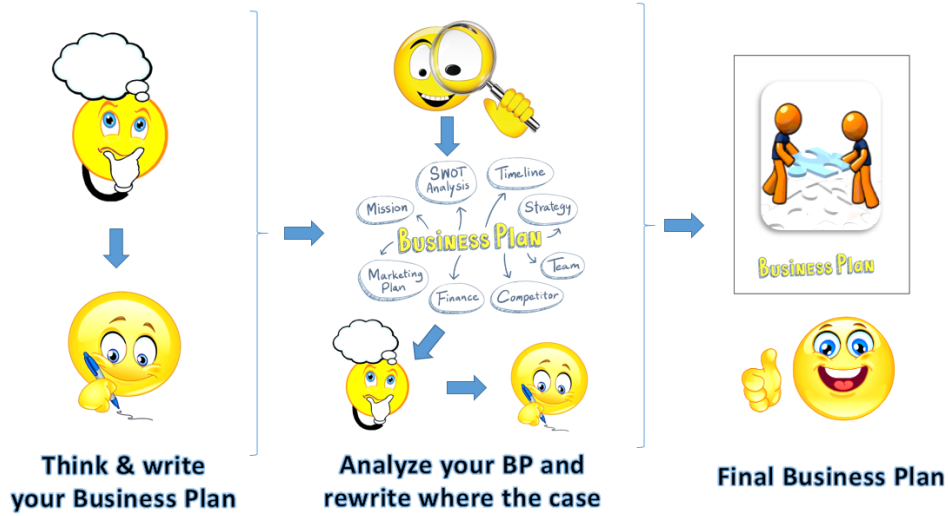 SWOT
Analysis
Timeline
Mission
Strategy
Business Plan
Marketing
Plan
Team
Finance
Competitor
Business Plan
Think & write
your Business Plan
Analyze your BP and
rewrite where the case
Final Business Plan